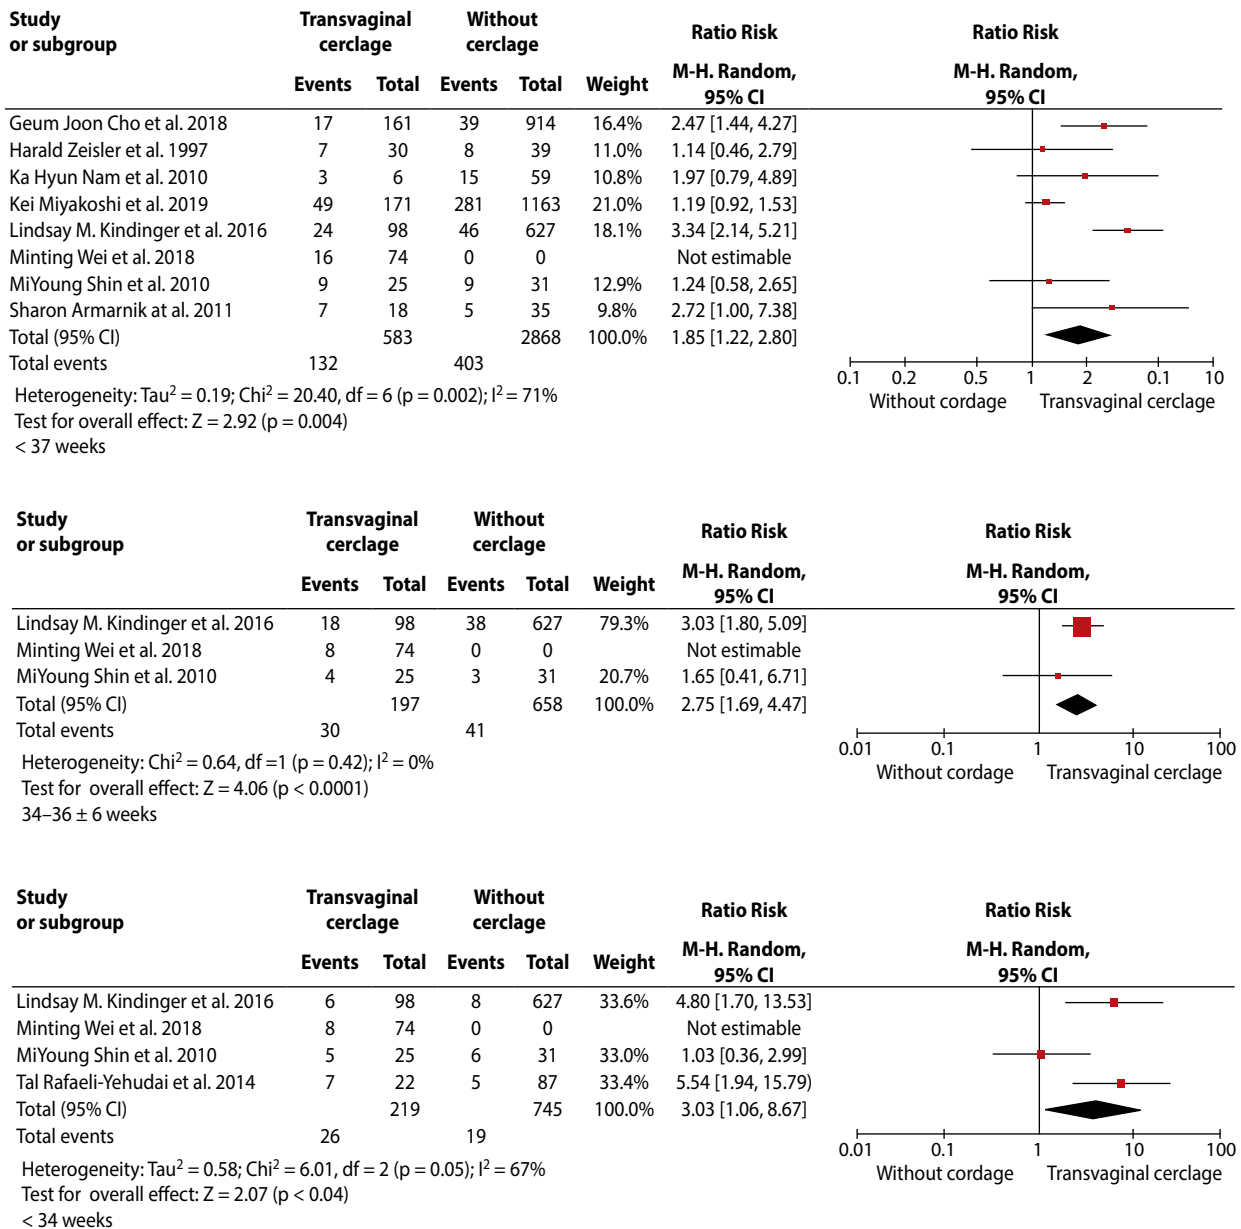 Study or subgroup Transvaginal cerclage Without cerclage Ratio Risk Ratio Risk
Events Total Events Total Weight M-H. Random, 95% CI M-H. Random, 95% CI
Geum Joon Cho et al. 2018 17 161 39 914 16.4% 2.47 [1.44, 4.27]
Harald Zeisler et al. 1997 7 30 8 39 11.0% 1.14 [0.46, 2.79]
Ka Hyun Nam et al. 2010 3 6 15 59 10.8% 1.97 [0.79, 4.89]
Kei Miyakoshi et al. 2019 49 171 281 1163 21.0% 1.19 [0.92, 1.53]
Lindsay M. Kindinger et al. 2016 24 98 46 627 18.1% 3.34 [2.14, 5.21]
Minting Wei et al. 2018 16 74 0 0 Not estimable
MiYoung Shin et al. 2010 9 25 9 31 12.9% 1.24 [0.58, 2.65]
Sharon Armarnik at al. 2011 7 18 5 35 9.8% 2.72 [1.00, 7.38]
Total (95% CI) 583 2868 100.0% 1.85 [1.22, 2.80]
Total events 132 403
0.1 0.2 0.5 1 2 0.1 10
Heterogeneity: Tau² = 0.19; Chi² = 20.40, df = 6 (p = 0.002); I² = 71%
Without cordage Transvaginal cerclage
Test for overall effect: Z = 2.92 (p = 0.004)
< 37 weeks
Study or subgroup Transvaginal cerclage Without cerclage Ratio Risk Ratio Risk
Events Total Events Total Weight M-H. Random, 95% CI M-H. Random, 95% CI
Lindsay M. Kindinger et al. 2016 18 98 38 627 79.3% 3.03 [1.80, 5.09]
Minting Wei et al. 2018 8 74 0 0 Not estimable
MiYoung Shin et al. 2010 4 25 3 31 20.7% 1.65 [0.41, 6.71]
Total (95% CI) 197 658 100.0% 2.75 [1.69, 4.47]
Total events 30 41
0.01 0.1 1 10 100
Heterogeneity: Chi² = 0.64, df =1 (p = 0.42); I² = 0%
Without cordage Transvaginal cerclage
Test for overall effect: Z = 4.06 (p < 0.0001)
34–36 ± 6 weeks
Study or subgroup Transvaginal cerclage Without cerclage Ratio Risk Ratio Risk
Events Total Events Total Weight M-H. Random, 95% CI M-H. Random, 95% CI
Lindsay M. Kindinger et al. 2016 6 98 8 627 33.6% 4.80 [1.70, 13.53]
Minting Wei et al. 2018 8 74 0 0 Not estimable
MiYoung Shin et al. 2010 5 25 6 31 33.0% 1.03 [0.36, 2.99]
Tal Rafaeli-Yehudai et al. 2014 7 22 5 87 33.4% 5.54 [1.94, 15.79)
Total (95% CI) 219 745 100.0% 3.03 [1.06, 8.67]
Total events 26 19
0.01 0.1 1 10 100
Heterogeneity: Tau² = 0.58; Chi² = 6.01, df = 2 (p = 0.05); I² = 67%
Without cordage Transvaginal cerclage
Test for overall effect: Z = 2.07 (p < 0.04)
< 34 weeks